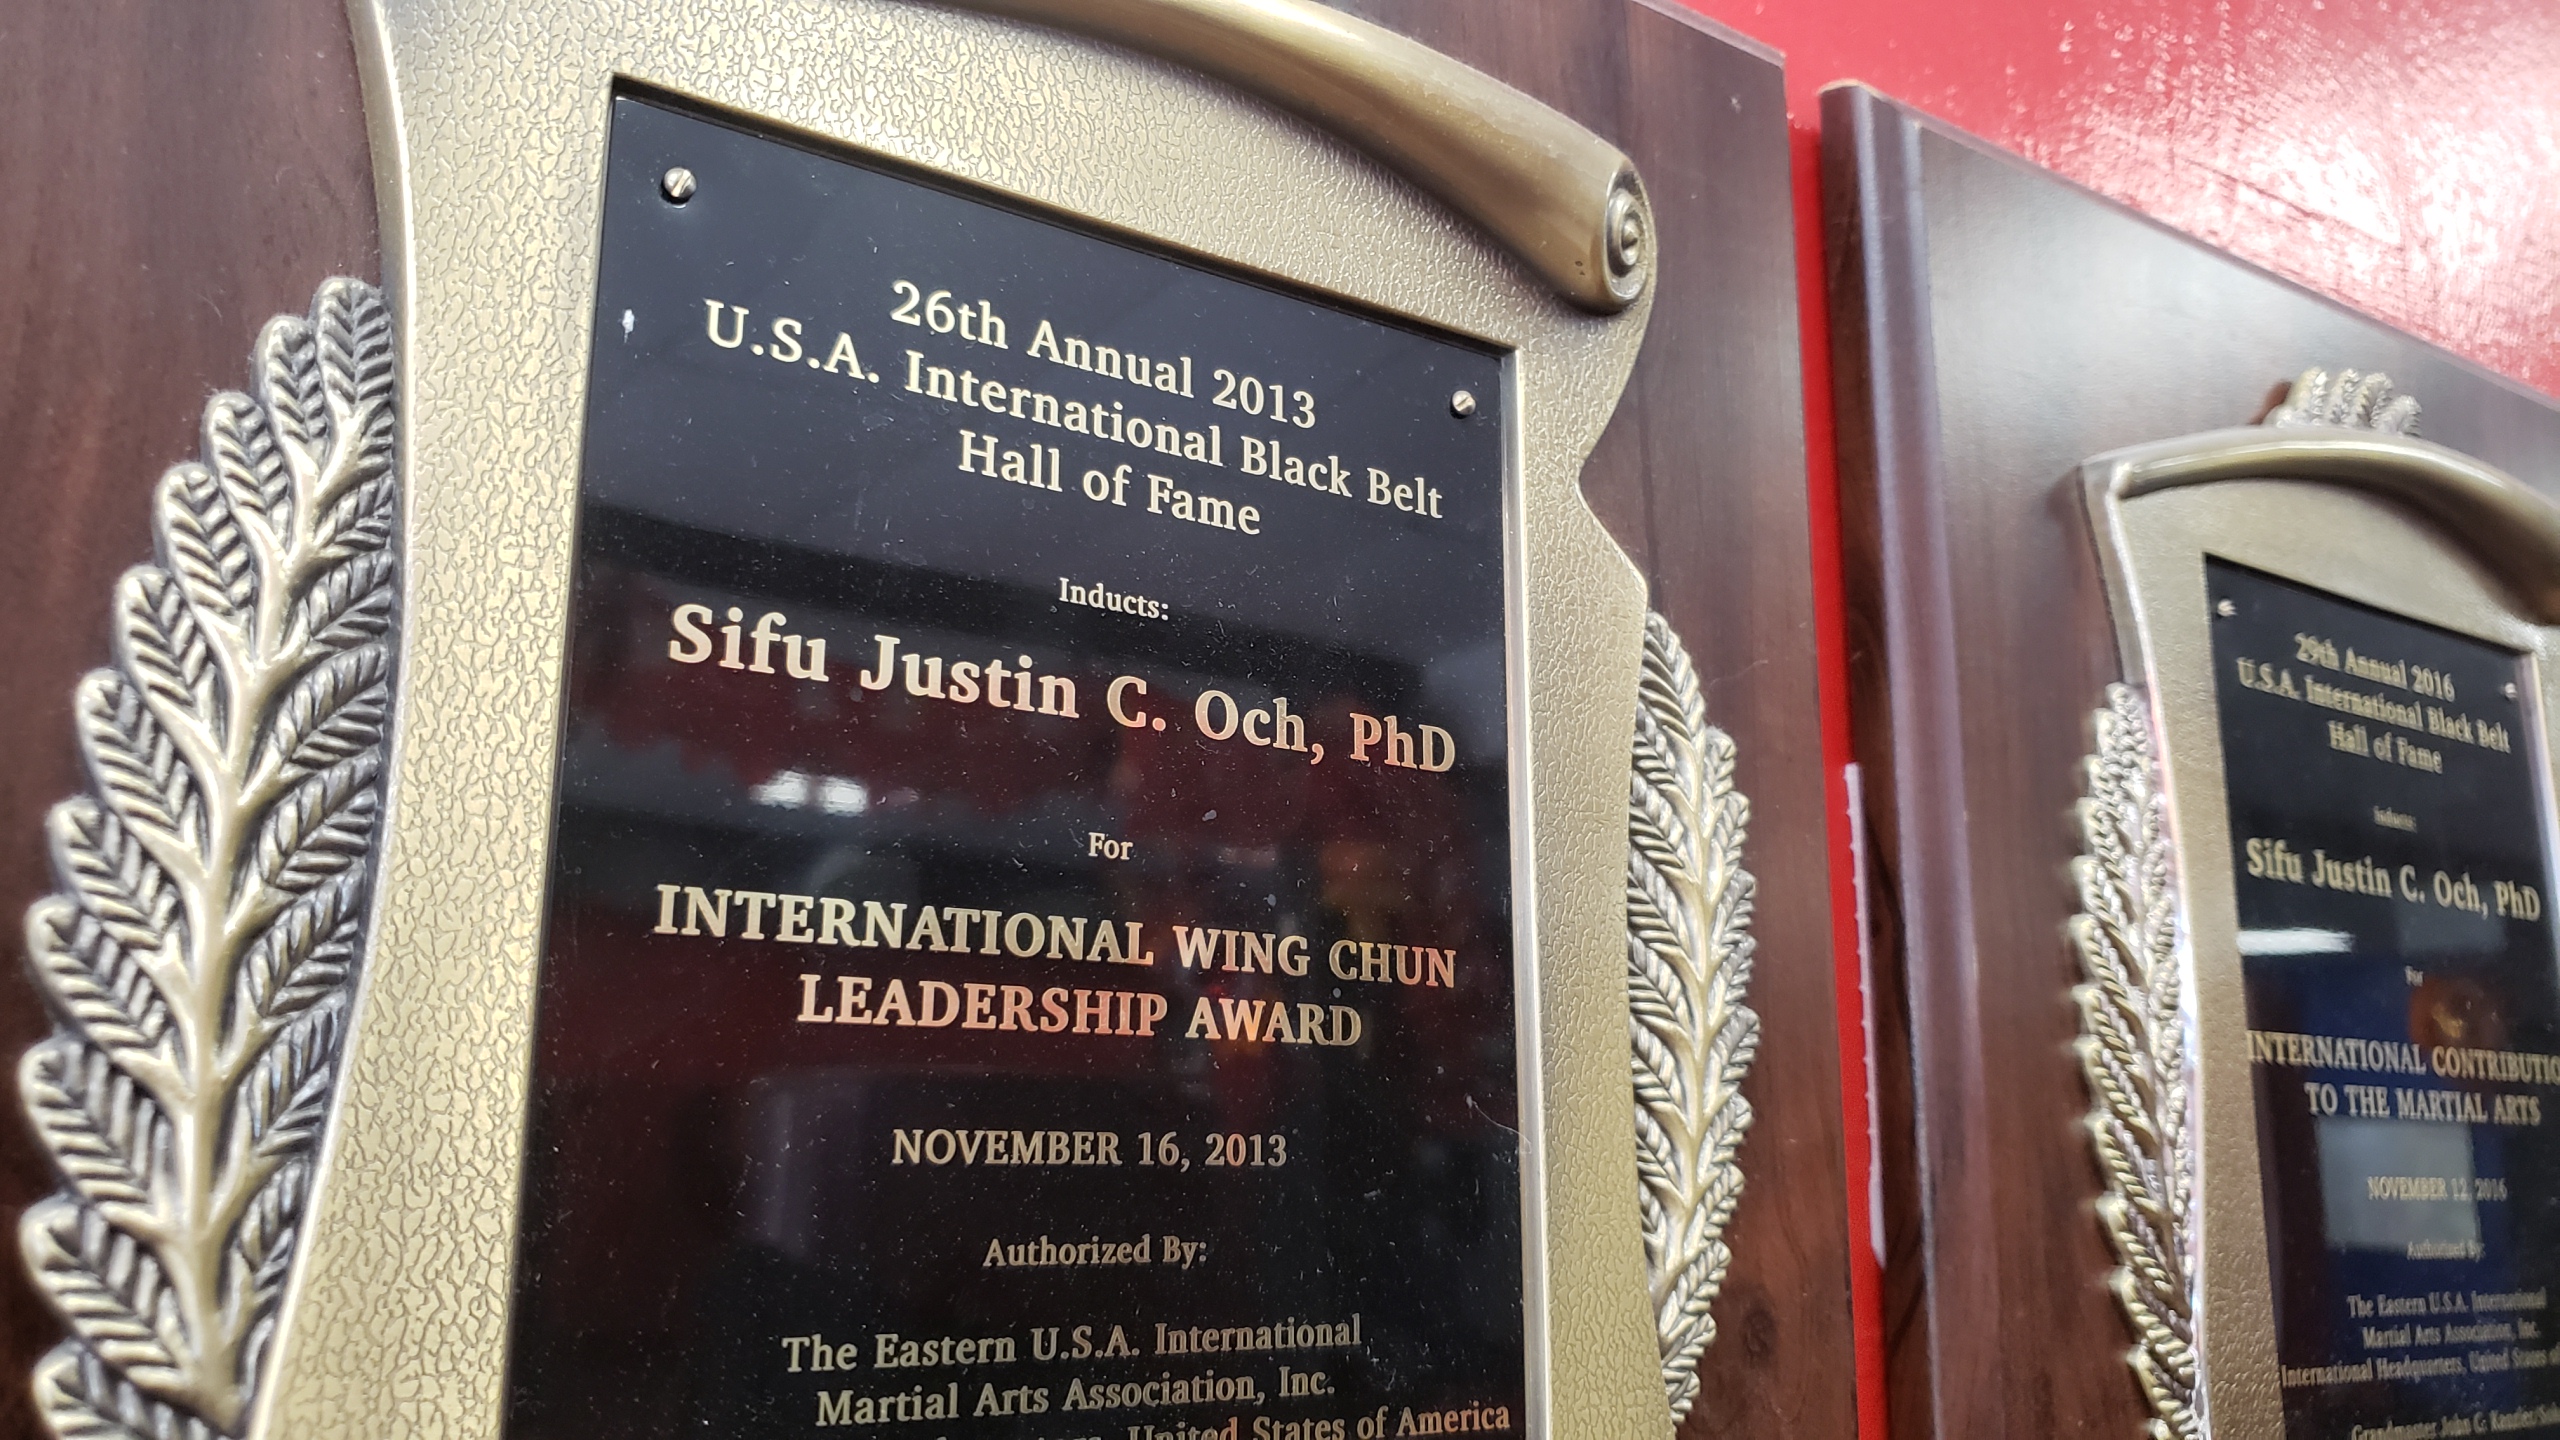 26th Annual 2013
U.S.A. International Black Belt
Hall of Fame
Inducts:
Sifu Justin C. Och, PhD
For
INTERNATIONAL WING CHUN
LEADERSHIP AWARD
NOVEMBER 16, 2013
Authorized By:
The Eastern U.S.A. International
Martial Arts Association, Inc.
United States of America
29th Annual 2016
U.S.A. International Black Belt
Hall of Fame
Inducts:
Sifu Justin C. Och, PhD
For
INTERNATIONAL
TO THE MARTIAL ARTS
NOVEMBER 12, 2016
Authorized By:
The Eastern U.S.A. International
Martial Arts Association, Inc.
International Headquarters, United States
Grandmaster John C.